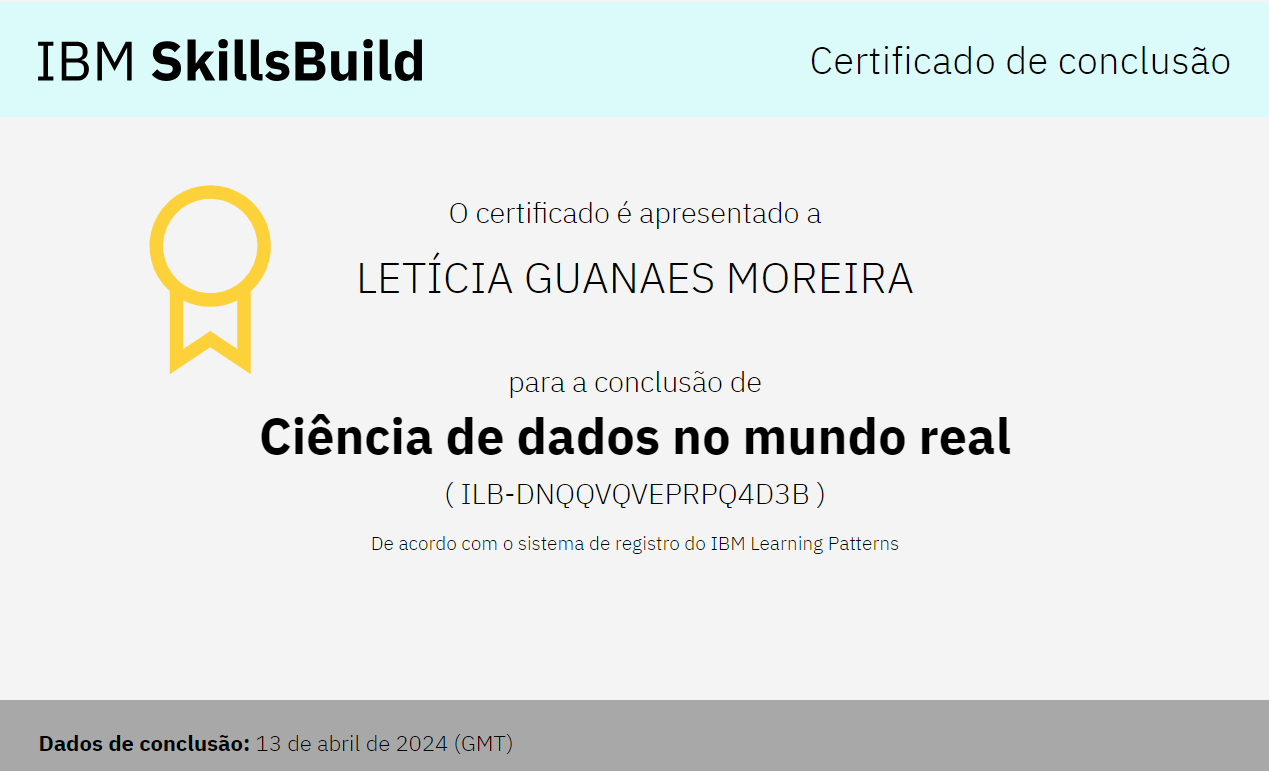 IBM SkillsBuild
Certificado de conclusão
O certificado é apresentado a
LETÍCIA GUANAES MOREIRA
para a conclusão de
Ciência de dados no mundo real
( ILB-DNQQVQVEPRPQ4D3B )
De acordo com o sistema de registro do IBM Learning Patterns
Dados de conclusão: 13 de abril de 2024 (GMT)